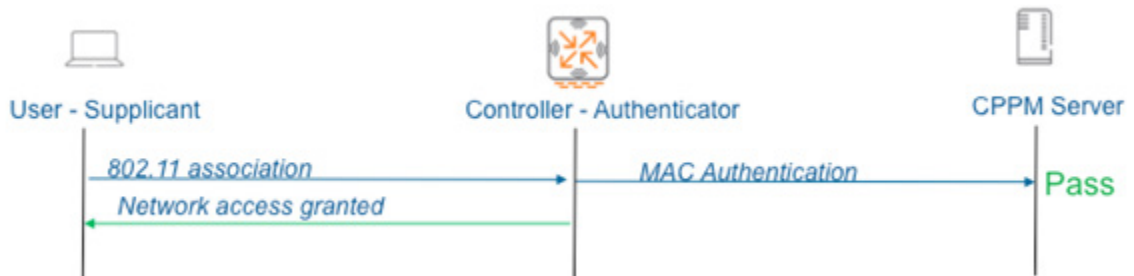 User - Supplicant
Controller - Authenticator
CPPM Server
802.11 association
MAC Authentication
Pass
Network access granted